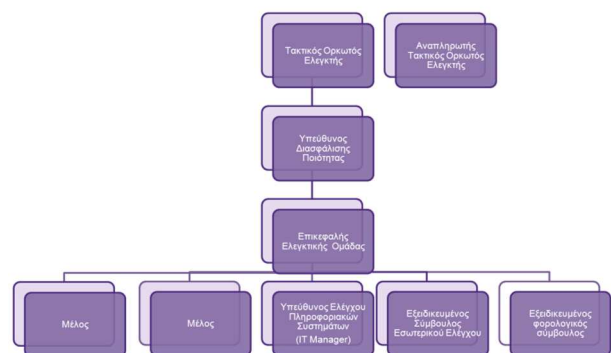 Τακτικός Ορκωτός
Ελεγκτής
Αναπληρωτής
Τακτικός Ορκωτός
Ελεγκτής
Υπεύθυνος
Διασφάλισης
Ποιότητας
Επικεφαλής
Ελεγκτικής Ομάδας
Μέλος
Μέλος
Υπεύθυνος Ελέγχου
Πληροφοριακών
Συστημάτων
(IT Manager)
Εξειδικευμένος
Σύμβουλος
Εσωτερικού Ελέγχου
Εξειδικευμένος
φορολογικός
σύμβουλος